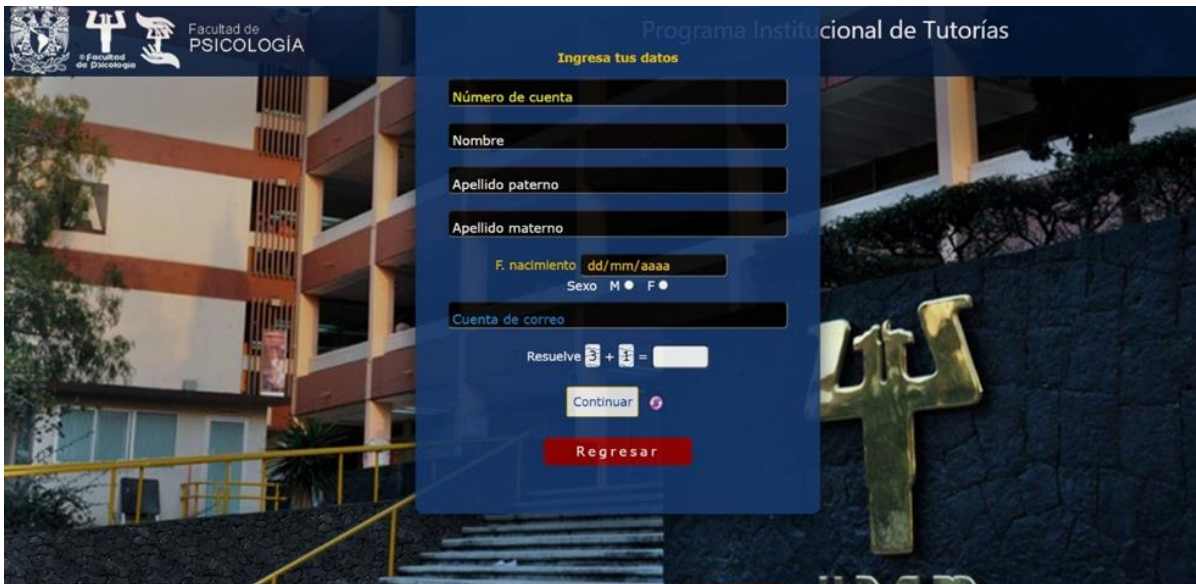 Facultad de
PSICOLOGÍA
Facultad
de Psicología
Programa Institucional de Tutorías
Ingresa tus datos
Número de cuenta
Nombre
Apellido paterno
Apellido materno
F. nacimiento dd/mm/aaaa
Sexo M F
Cuenta de correo
Resuelve 3 + 1 =
Continuar
Regresar